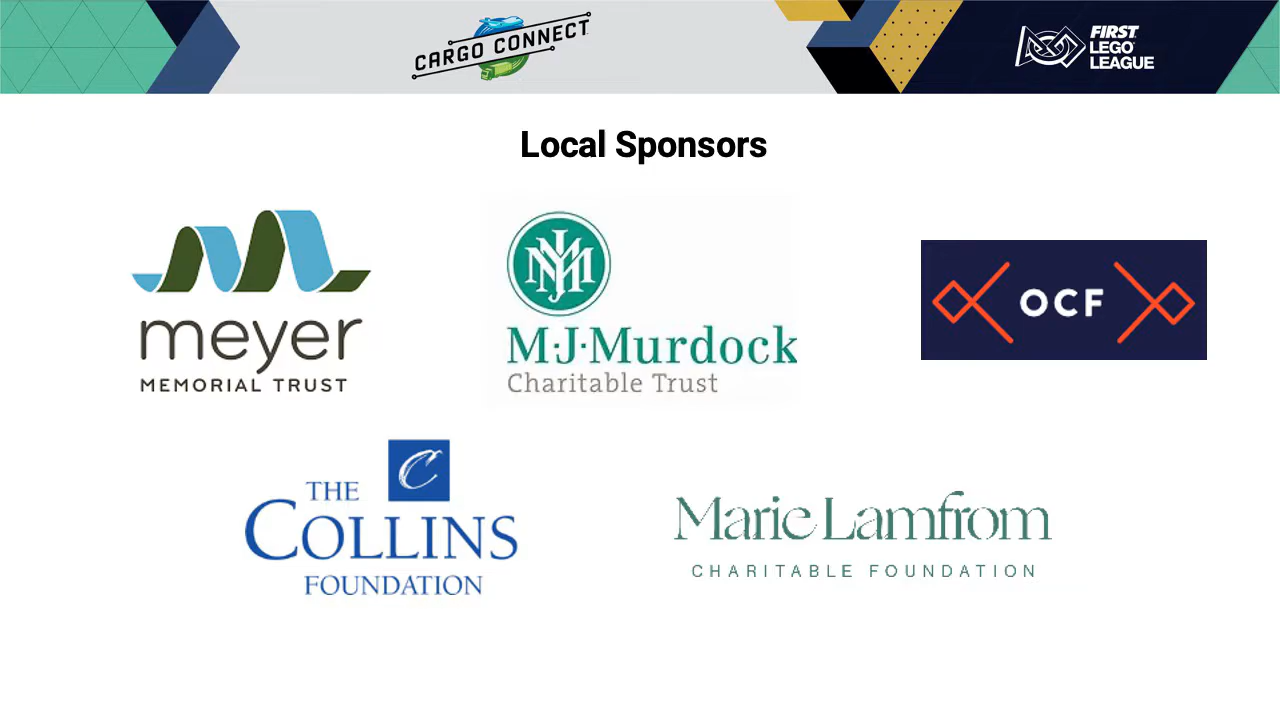 CARGO CONNECT
FIRST
LEGO
LEAGUE
Local Sponsors
meyer
MEMORIAL TRUST
M·J·Murdock
Charitable Trust
OCF
THE
COLLINS
FOUNDATION
Marie Lamfrom
CHARITABLE FOUNDATION